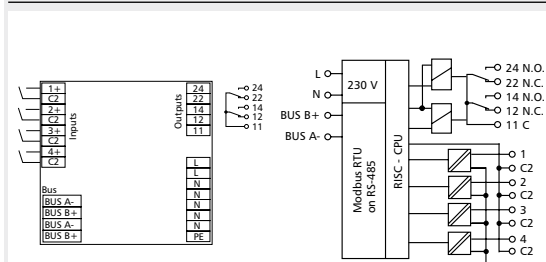 1+
C2
2+
C2
3+
C2
4+
C2
Inputs
Bus
BUS A-
BUS B+
BUS A-
BUS B+
24
22
14
12
11
Outputs
L
L
N
N
N
N
N
PE
24
22
14
12
11
L
N
BUS B+
BUS A-
230 V
Modbus RTU
on RS-485
RISC - CPU
24 N.O.
22 N.C.
14 N.O.
12 N.C.
11 C
1
C2
2
C2
3
C2
4
C2